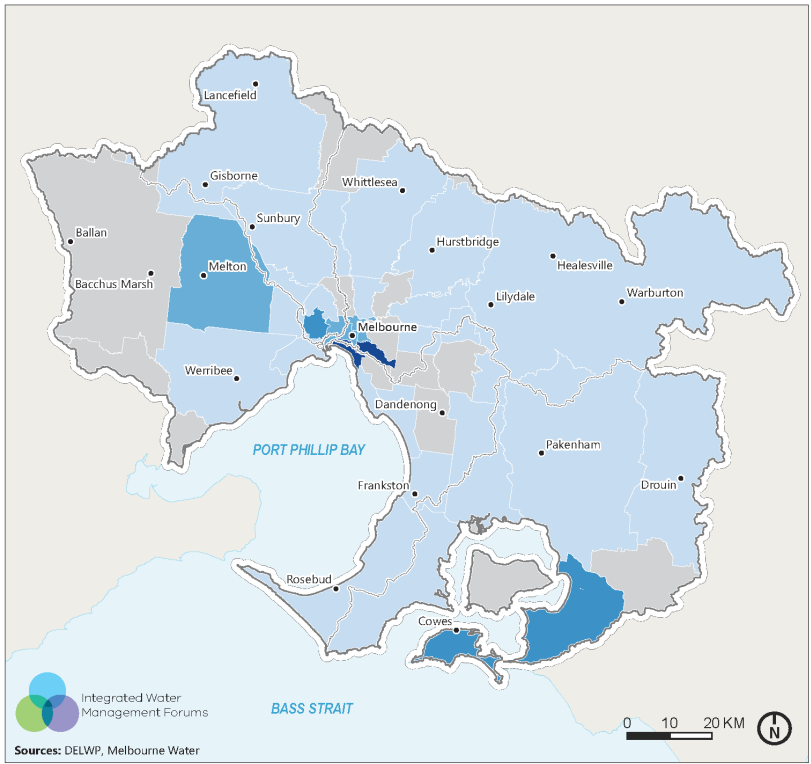 Lancefield
Gisborne
Whittlesea
Sunbury
Ballan
Hurstbridge
Healesville
Melton
Bacchus Marsh
Lilydale
Warburton
Melbourne
Werribee
Dandenong
PORT PHILLIP BAY
Pakenham
Frankston
Drouin
Rosebud
Cowes
Integrated Water
Management Forums
BASS STRAIT
0 10 20 KM
N
Sources: DELWP, Melbourne Water